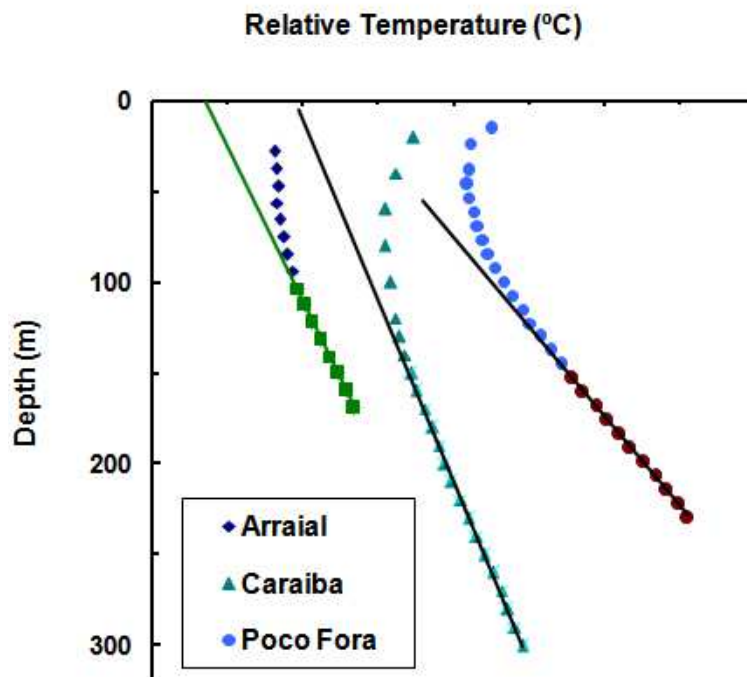 Relative Temperature (ºC)
0
100
Depth (m)
200
300
Arraial
Caraiba
Poco Fora